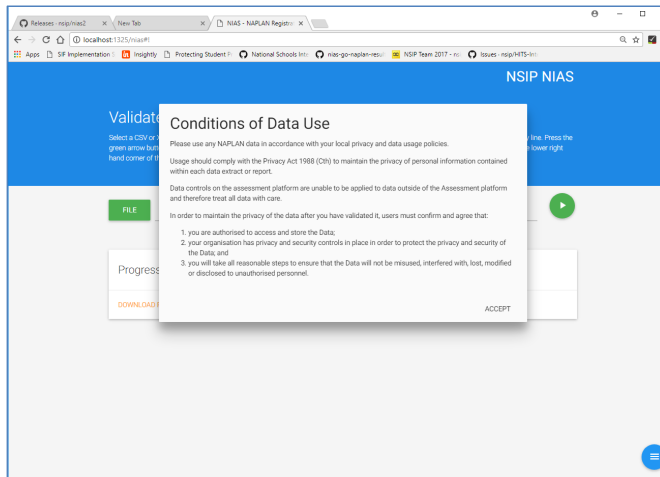 Releases · nsip/nias2
New Tab
NIAS - NAPLAN Registra
localhost:1325/nias#!
Apps
SIF Implementation S
Insightly
Protecting Student Pr
National Schools Inte
nias-go-naplan-resul
NSIP Team 2017 - nsi
Issues · nsip/HITS-Int
NSIP NIAS
Validate
Select a CSV or X
y line. Press the
green arrow butt
lower right
hand corner of th
Conditions of Data Use
Please use any NAPLAN data in accordance with your local privacy and data usage policies.
Usage should comply with the Privacy Act 1988 (Cth) to maintain the privacy of personal information contained
within each data extract or report.
Data controls on the assessment platform are unable to be applied to data outside of the Assessment platform
and therefore treat all data with care.
In order to maintain the privacy of the data after you have validated it, users must confirm and agree that:
1. you are authorised to access and store the Data;
2. your organisation has privacy and security controls in place in order to protect the privacy and security of
the Data; and
3. you will take all reasonable steps to ensure that the Data will not be misused, interfered with, lost, modified
or disclosed to unauthorised personnel.
ACCEPT
FILE
Progress
DOWNLOAD